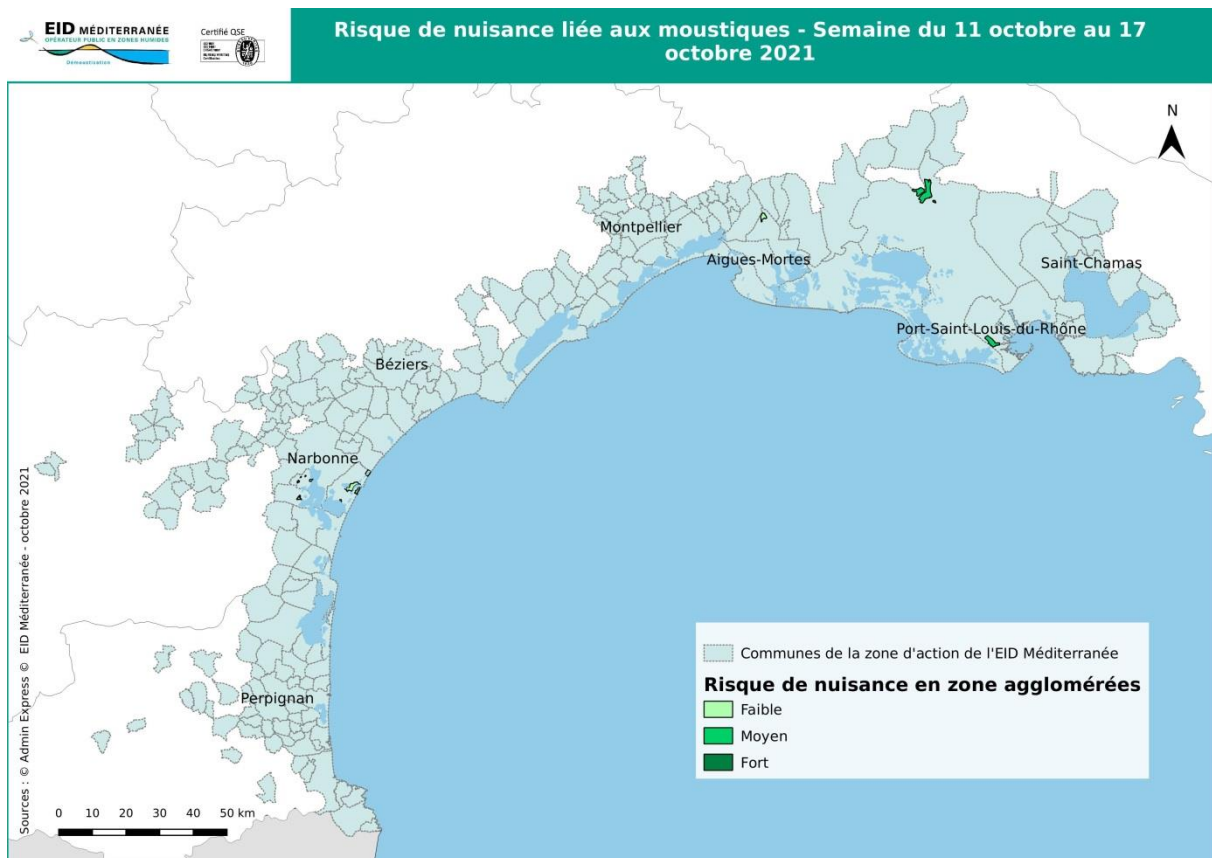 EID MÉDITERRANÉE
OPÉRATEUR PUBLIC EN ZONES HUMIDES
Démoustication
Certifié QSE
Risque de nuisance liée aux moustiques - Semaine du 11 octobre au 17
octobre 2021
N
Montpellier
Aigues-Mortes
Saint-Chamas
Port-Saint-Louis-du-Rhône
Béziers
Narbonne
Perpignan
Communes de la zone d'action de l'EID Méditerranée
Risque de nuisance en zone agglomérées
Faible
Moyen
Fort
0 10 20 30 40 50 km
Sources : © Admin Express © EID Méditerranée - octobre 2021